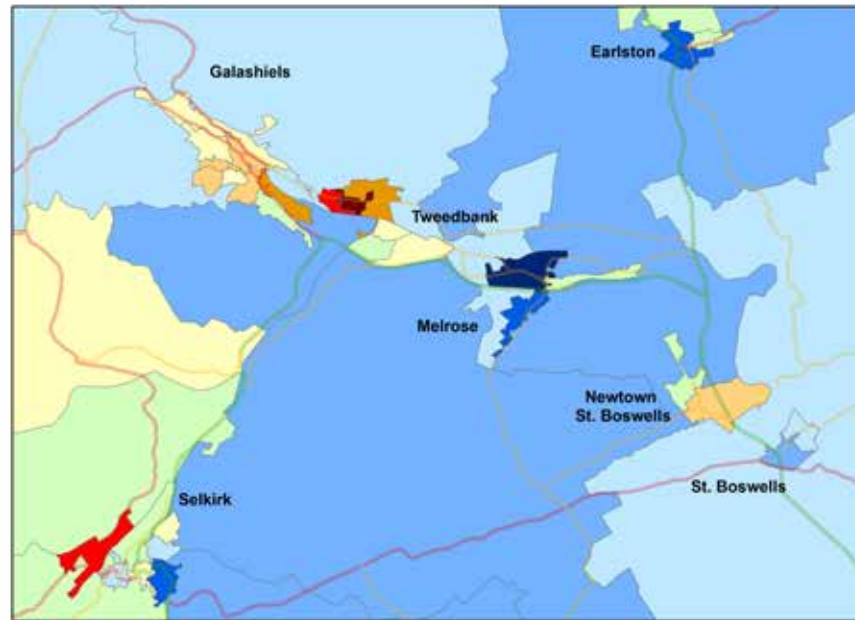 Earlston
Galashiels
Tweedbank
Melrose
Newtown
St. Boswells
St. Boswells
Selkirk